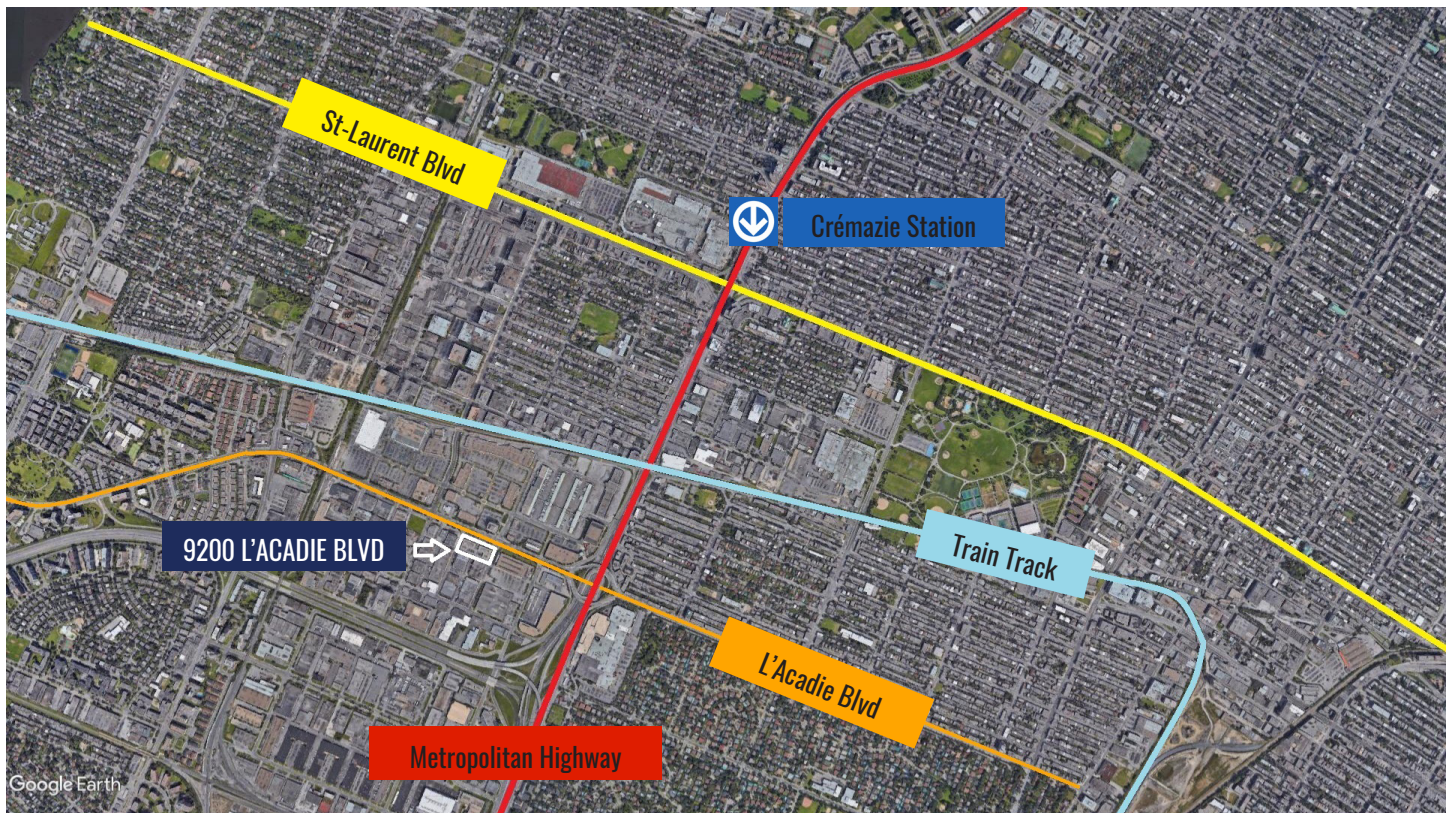 St-Laurent Blvd
Crémazie Station
9200 L'ACADIE BLVD
Train Track
L'Acadie Blvd
Metropolitan Highway
Google Earth